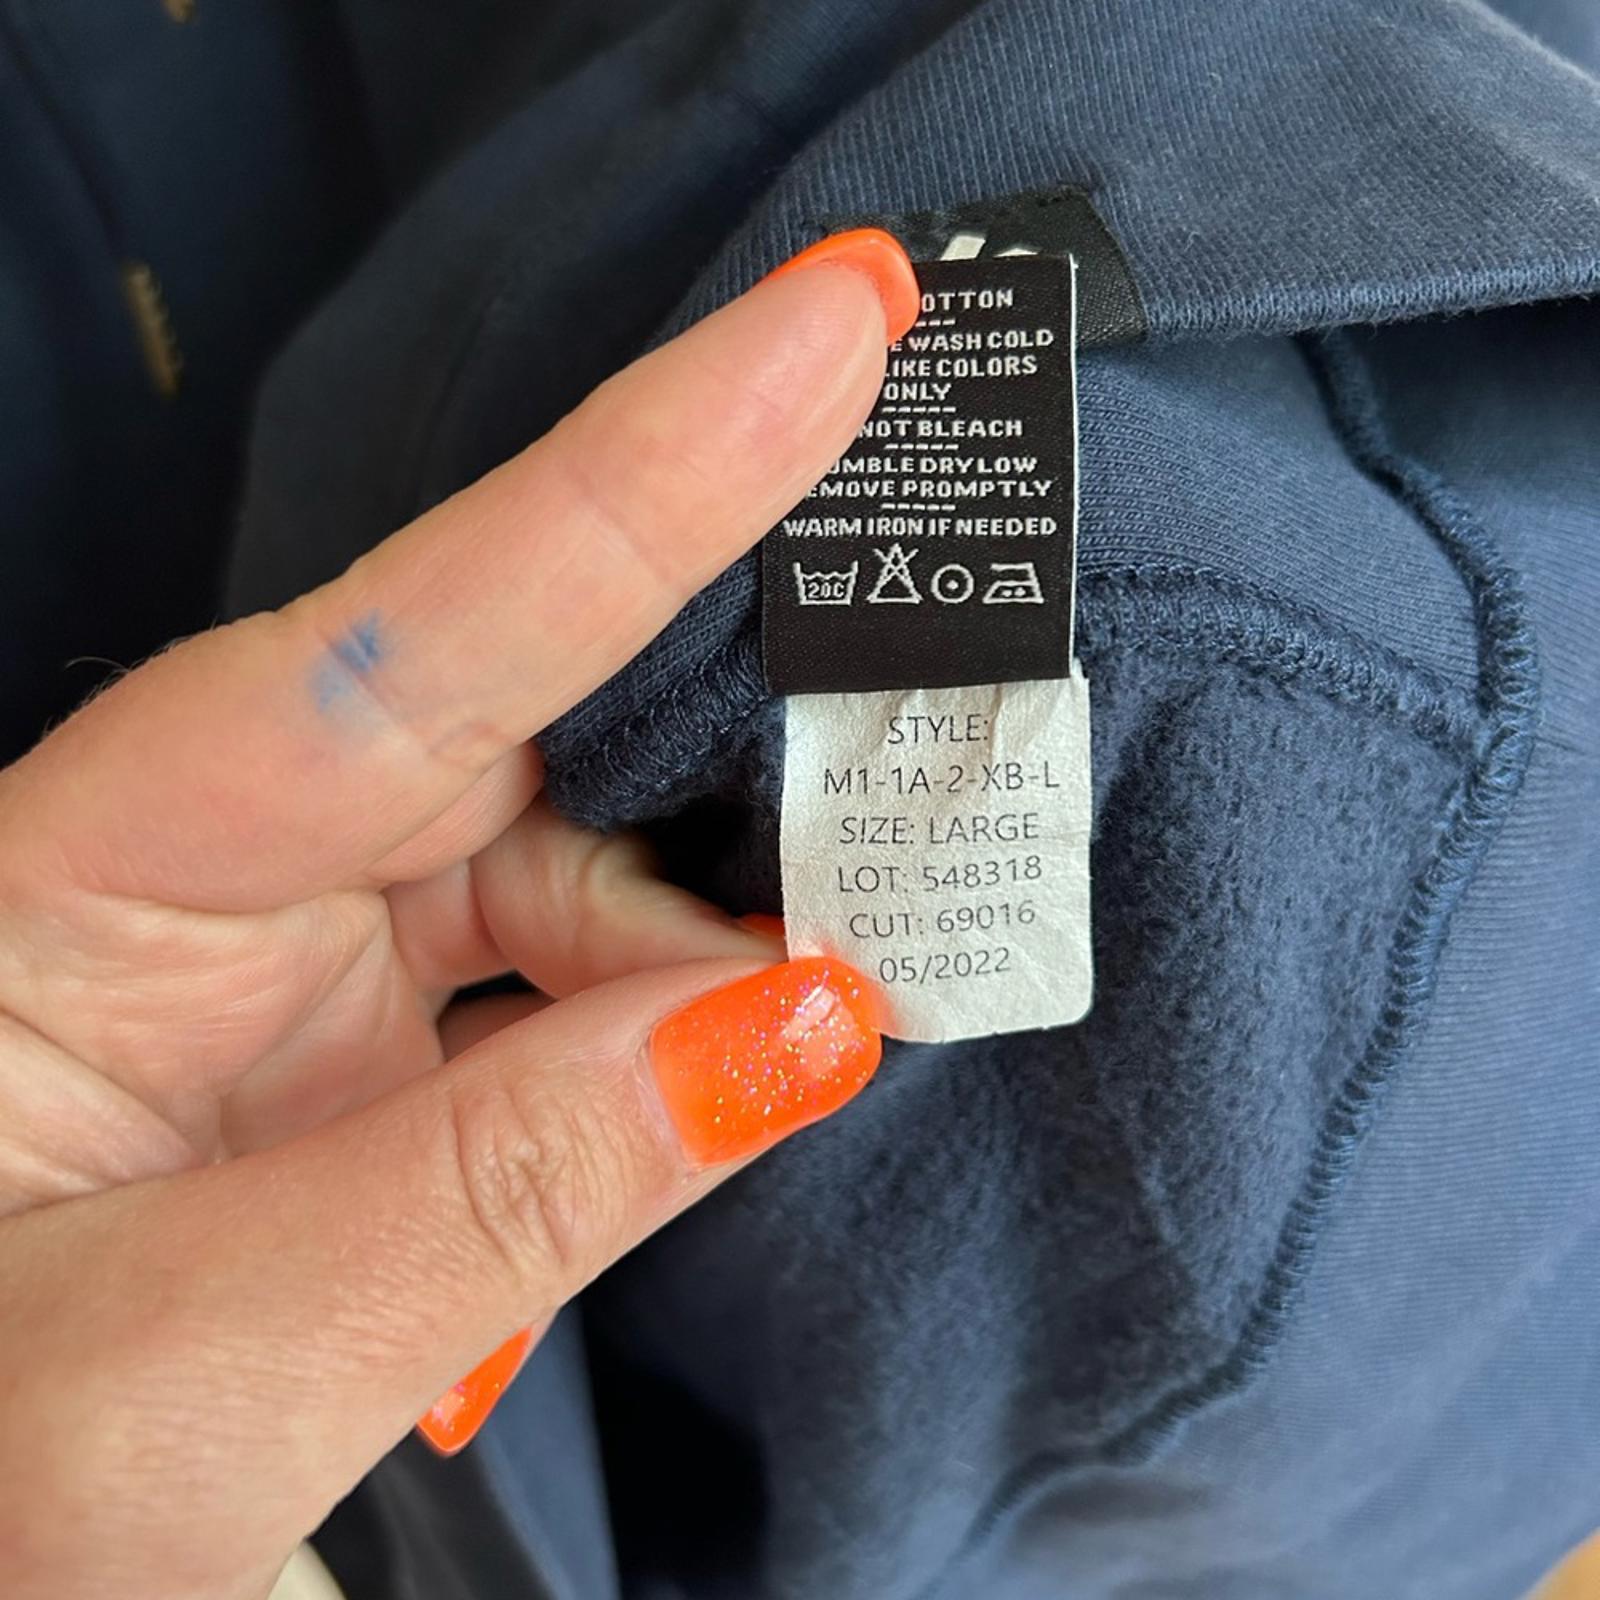 OTTON
-----
E WASH COLD
LIKE COLORS
ONLY
-----
NOT BLEACH
-----
UMBLE DRY LOW
EMOVE PROMPTLY
-----
WARM IRON IF NEEDED
20C
STYLE:
M1-1A-2-XB-L
SIZE: LARGE
LOT: 548318
CUT: 69016
05/2022